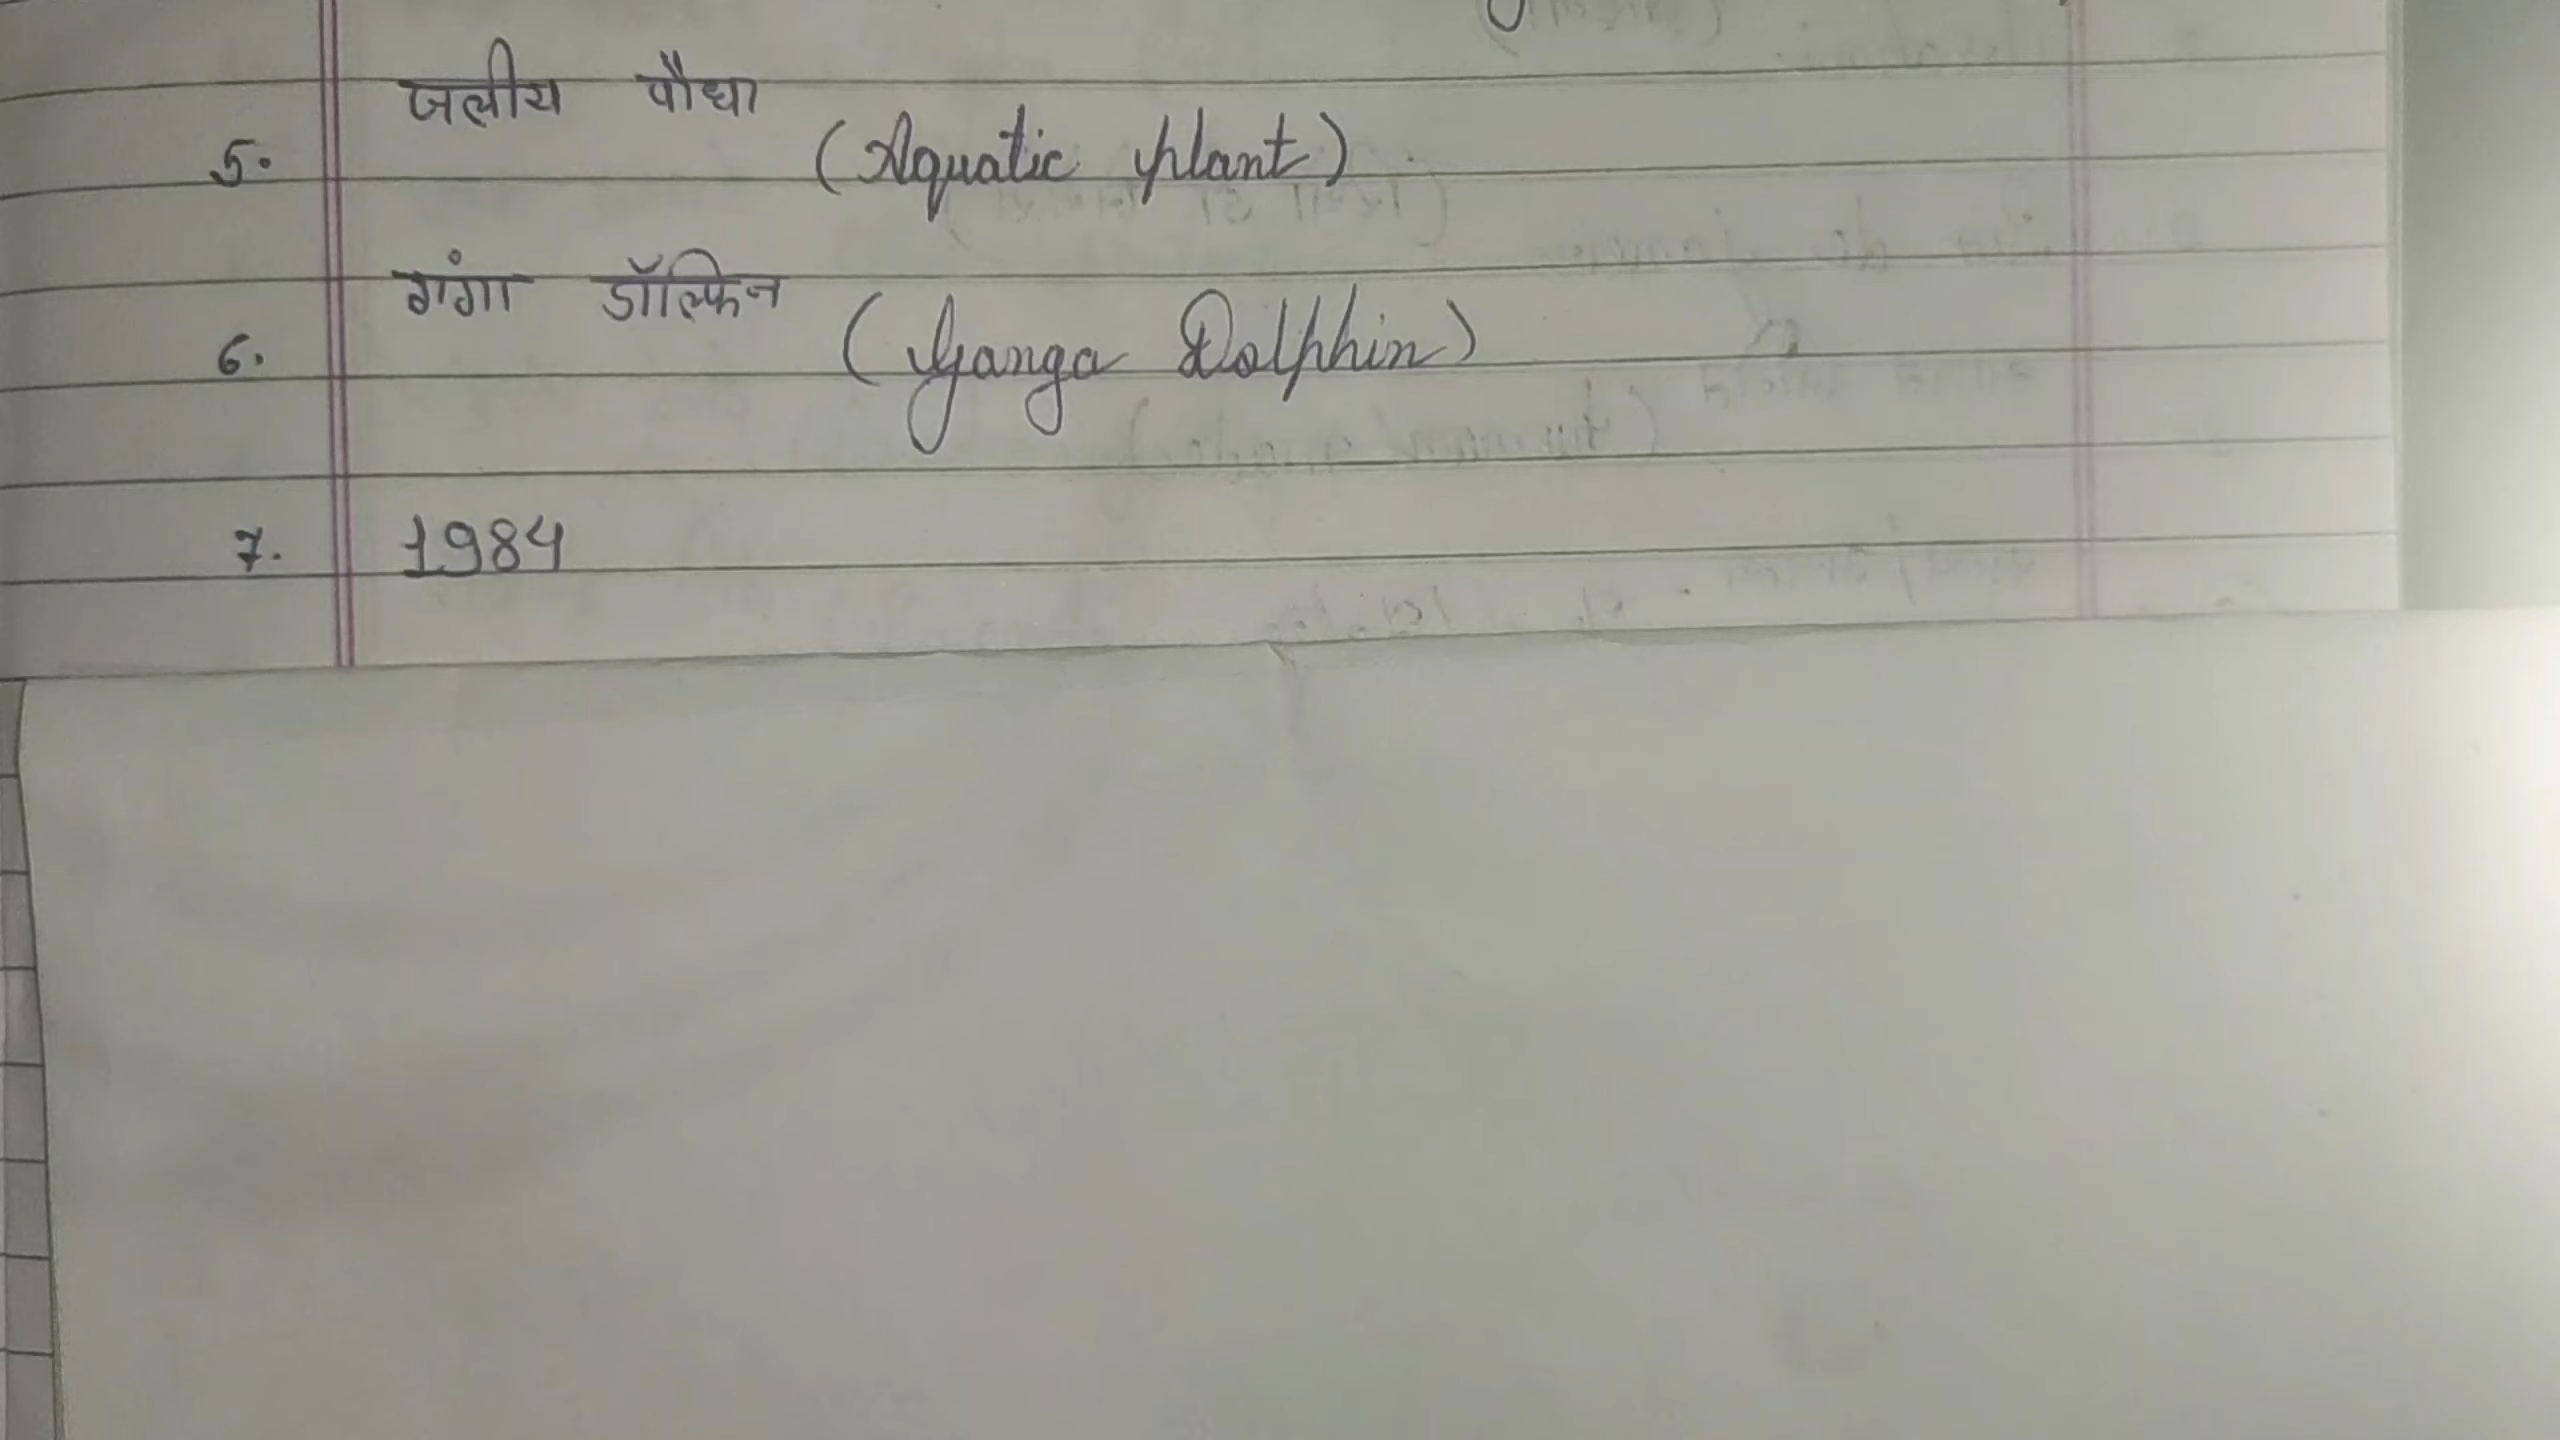 5. जलीय पौधा (Aquatic plant)
6. गंगा डॉल्फिन (Ganga Dolphin)
7. 1984